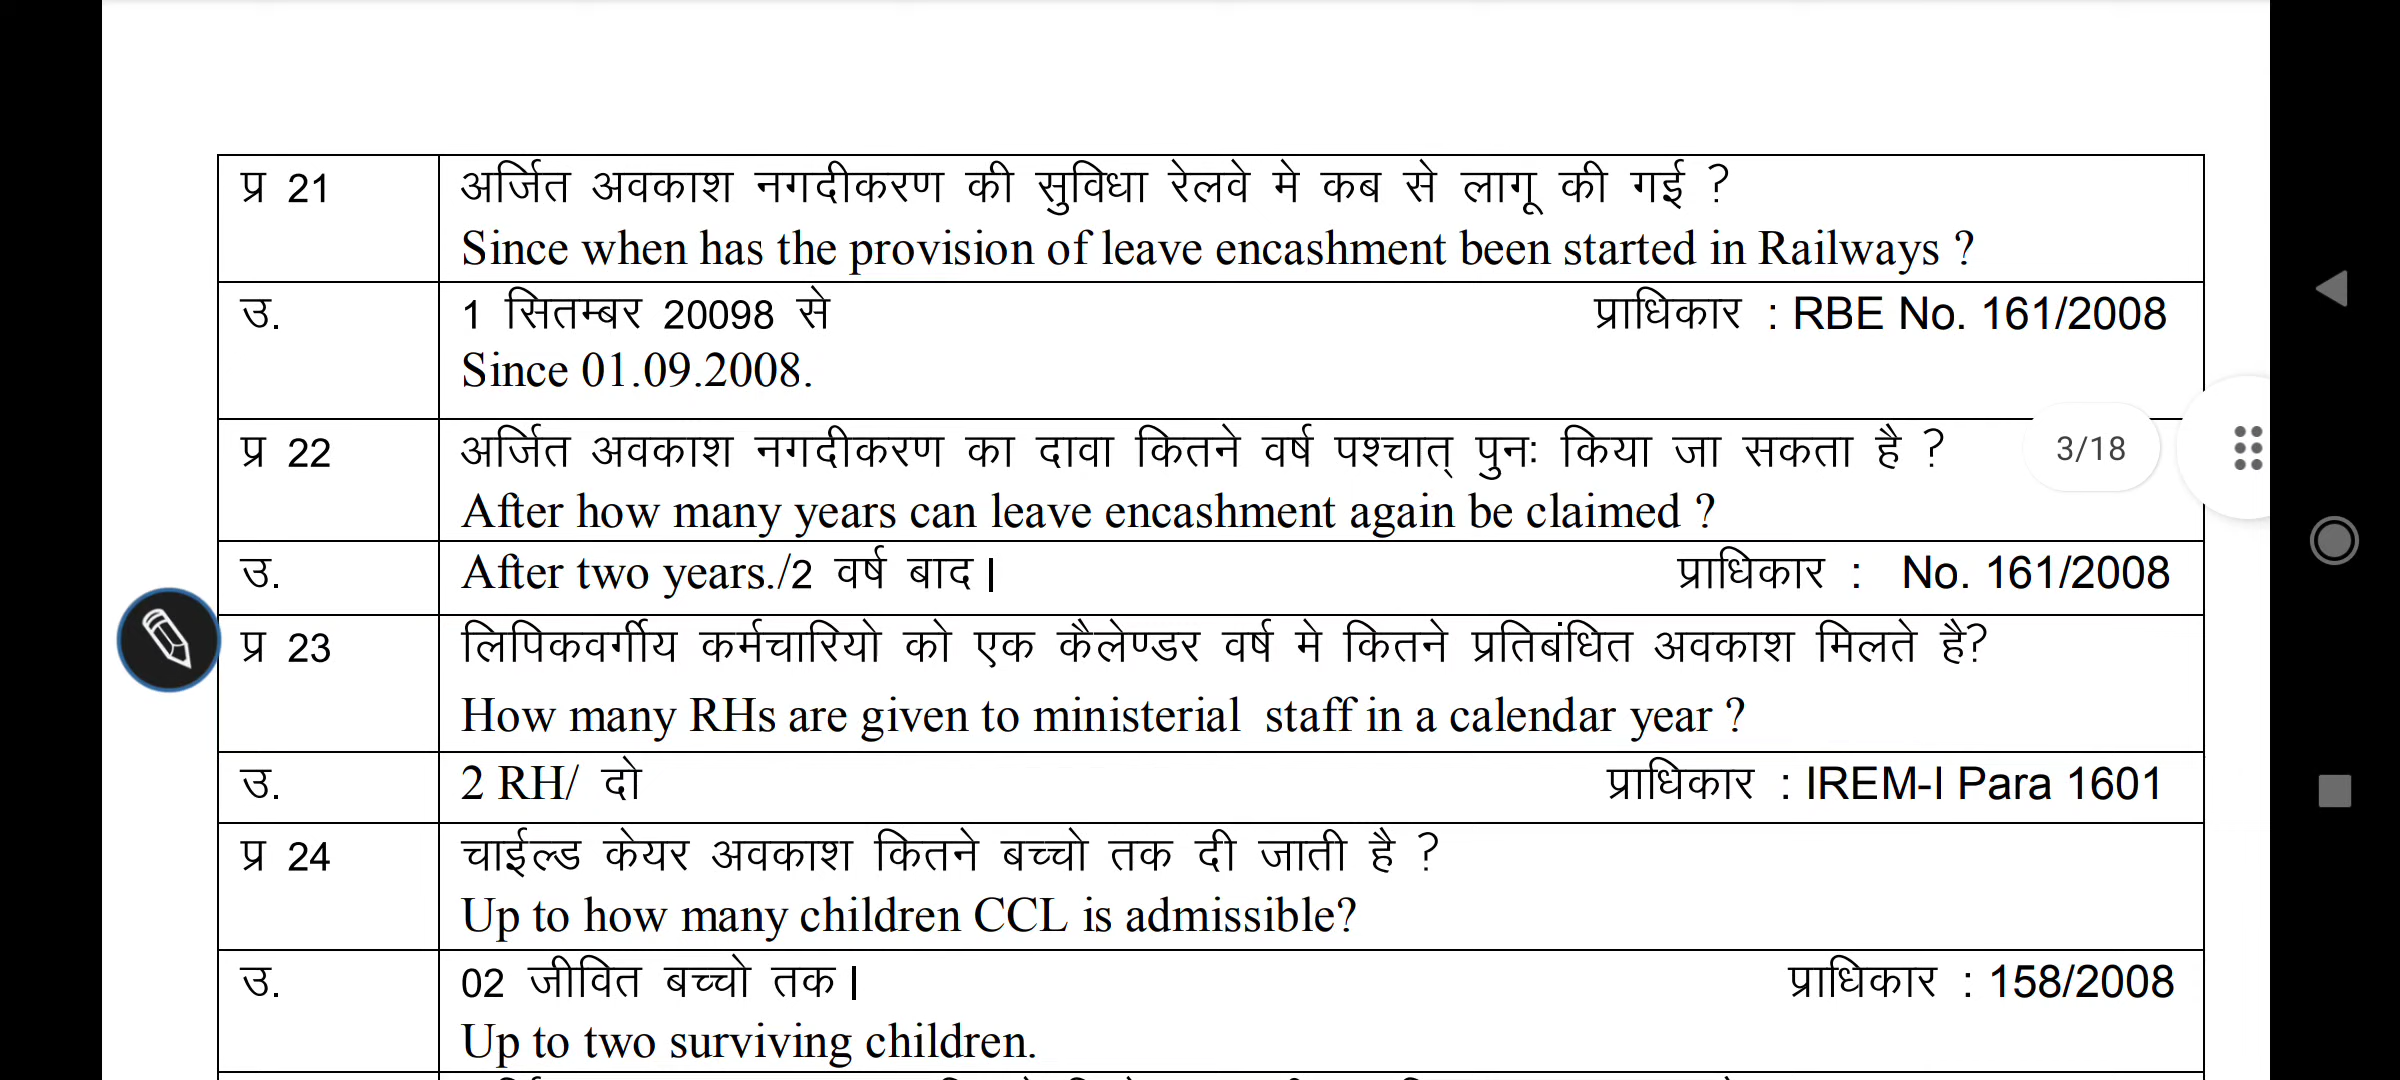 प्र 21 अर्जित अवकाश नगदीकरण की सुविधा रेलवे मे कब से लागू की गई ?
Since when has the provision of leave encashment been started in Railways ?
उ. 1 सितम्बर 20098 से प्राधिकार : RBE No. 161/2008
Since 01.09.2008.
प्र 22 अर्जित अवकाश नगदीकरण का दावा कितने वर्ष पश्चात् पुनः किया जा सकता है ?
3/18
After how many years can leave encashment again be claimed ?
उ. After two years./2 वर्ष बाद। प्राधिकार : No. 161/2008
प्र 23 लिपिकवर्गीय कर्मचारियो को एक कैलेण्डर वर्ष मे कितने प्रतिबंधित अवकाश मिलते है?
How many RHs are given to ministerial staff in a calendar year ?
उ. 2 RH/ दो प्राधिकार : IREM-I Para 1601
प्र 24 चाईल्ड केयर अवकाश कितने बच्चो तक दी जाती है ?
Up to how many children CCL is admissible?
उ. 02 जीवित बच्चो तक। प्राधिकार : 158/2008
Up to two surviving children.